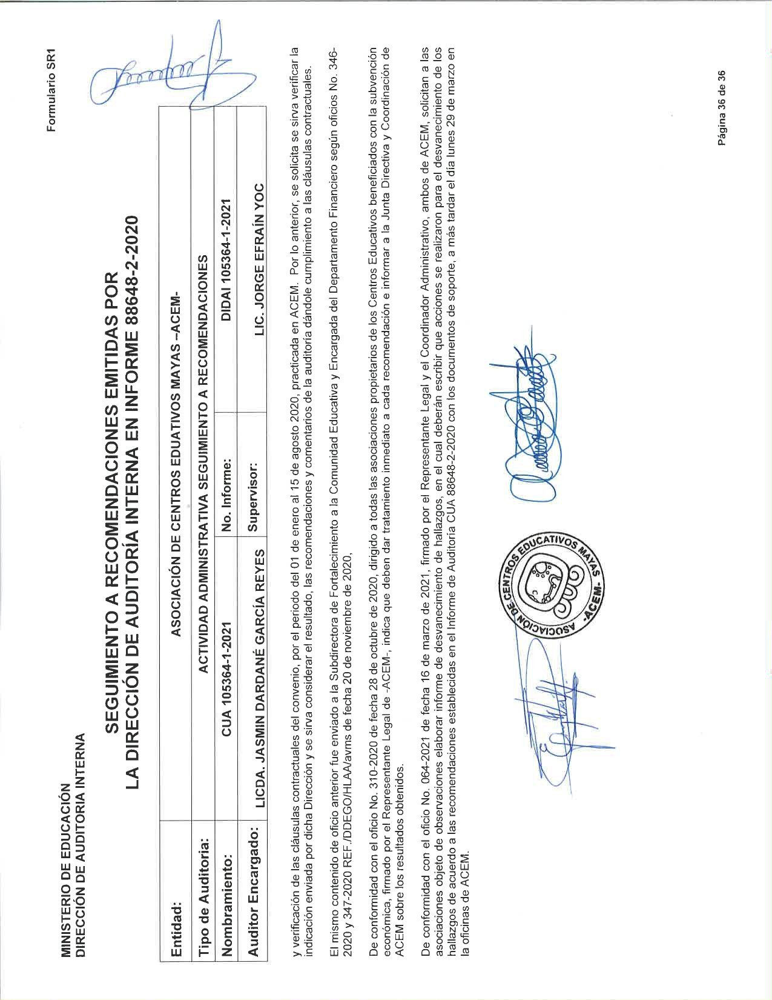 Formulario SR1
MINISTERIO DE EDUCACIÓN
DIRECCIÓN DE AUDITORIA INTERNA
SEGUIMIENTO A RECOMENDACIONES EMITIDAS POR
LA DIRECCIÓN DE AUDITORÍA INTERNA EN INFORME 88648-2-2020
Entidad: ASOCIACIÓN DE CENTROS EDUATIVOS MAYAS –ACEM-
Tipo de Auditoria: ACTIVIDAD ADMINISTRATIVA SEGUIMIENTO A RECOMENDACIONES
Nombramiento: CUA 105364-1-2021 No. Informe: DIDAI 105364-1-2021
Auditor Encargado: LICDA. JASMIN DARDANÉ GARCÍA REYES Supervisor: LIC. JORGE EFRAÍN YOC
y verificación de las cláusulas contractuales del convenio, por el periodo del 01 de enero al 15 de agosto 2020, practicada en ACEM. Por lo anterior, se solicita se sirva verificar la
indicación enviada por dicha Dirección y se sirva considerar el resultado, las recomendaciones y comentarios de la auditoría dándole cumplimiento a las cláusulas contractuales.
El mismo contenido de oficio anterior fue enviado a la Subdirectora de Fortalecimiento a la Comunidad Educativa y Encargada del Departamento Financiero según oficios No. 346-
2020 y 347-2020 REF./DDEGO/HLAA/avms de fecha 20 de noviembre de 2020,
De conformidad con el oficio No. 310-2020 de fecha 28 de octubre de 2020, dirigido a todas las asociaciones propietarios de los Centros Educativos beneficiados con la subvención
económica, firmado por el Representante Legal de -ACEM-, indica que deben dar tratamiento inmediato a cada recomendación e informar a la Junta Directiva y Coordinación de
ACEM sobre los resultados obtenidos.
De conformidad con el oficio No. 064-2021 de fecha 16 de marzo de 2021, firmado por el Representante Legal y el Coordinador Administrativo, ambos de ACEM, solicitan a las
asociaciones objeto de observaciones elaborar informe de desvanecimiento de hallazgos, en el cual deberán escribir que acciones se realizaron para el desvanecimiento de los
hallazgos de acuerdo a las recomendaciones establecidas en el Informe de Auditoría CUA 88648-2-2020 con los documentos de soporte, a más tardar el día lunes 29 de marzo en
la oficinas de ACEM.
ASOCIACIÓN DE CENTROS EDUCATIVOS MAYAS
-ACEM-
Página 36 de 36